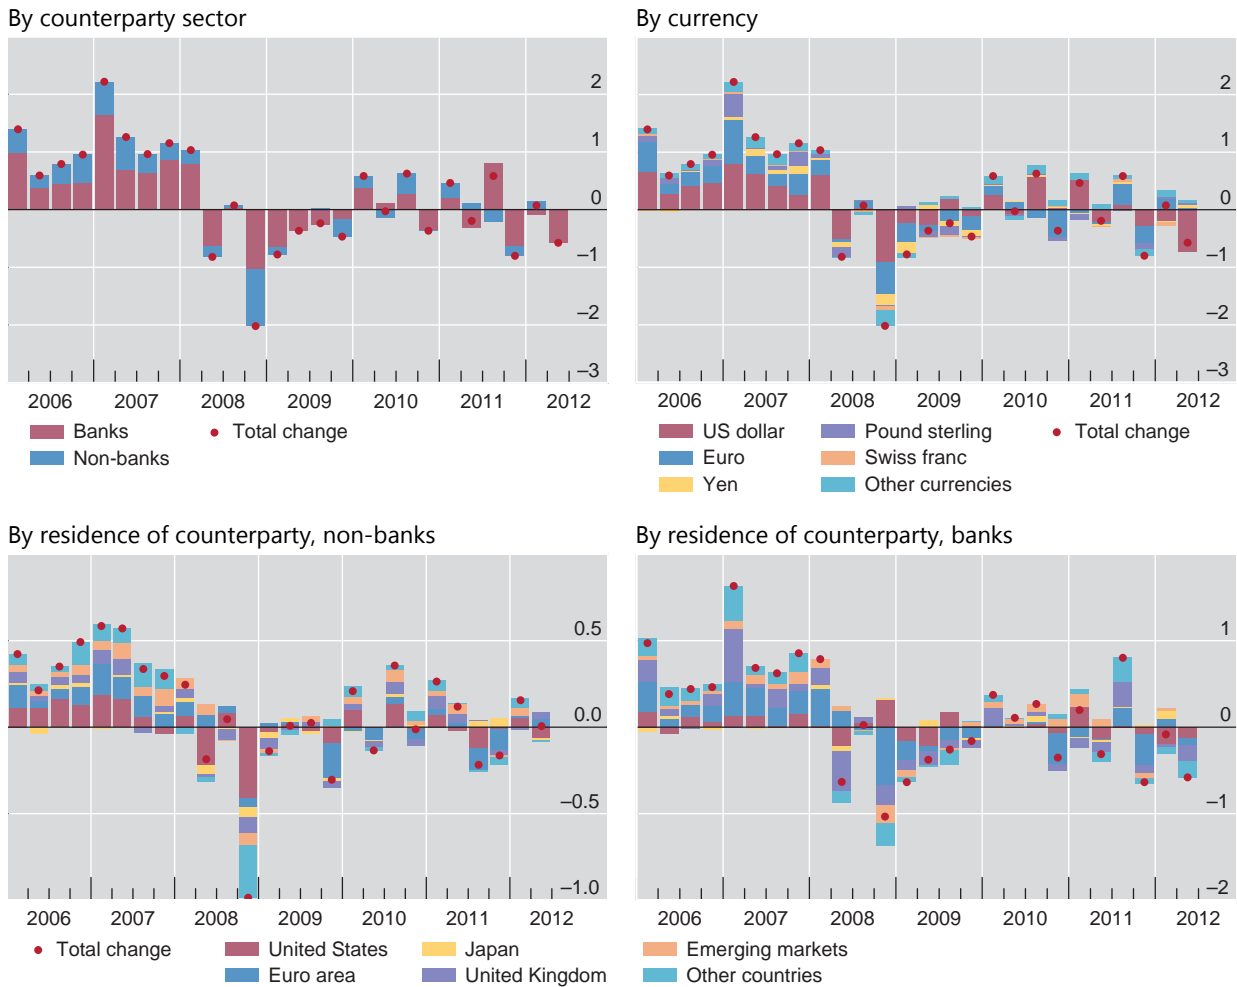 By counterparty sector
2
1
0
–1
–2
–3
2006 2007 2008 2009 2010 2011 2012
Banks
Total change
Non-banks
By currency
2
1
0
–1
–2
–3
2006 2007 2008 2009 2010 2011 2012
US dollar
Pound sterling
Total change
Euro
Swiss franc
Yen
Other currencies
By residence of counterparty, non-banks
0.5
0.0
–0.5
–1.0
2006 2007 2008 2009 2010 2011 2012
By residence of counterparty, banks
1
0
–1
–2
2006 2007 2008 2009 2010 2011 2012
Total change
United States
Japan
Emerging markets
Euro area
United Kingdom
Other countries